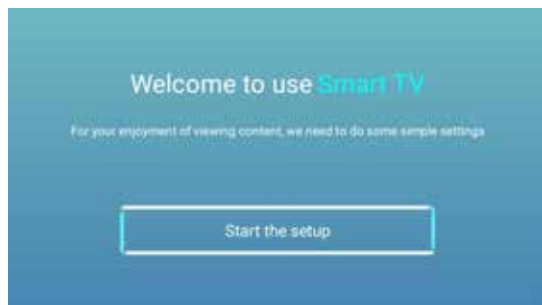 Welcome to use Smart TV
For your enjoyment of viewing content, we need to do some simple settings
Start the setup